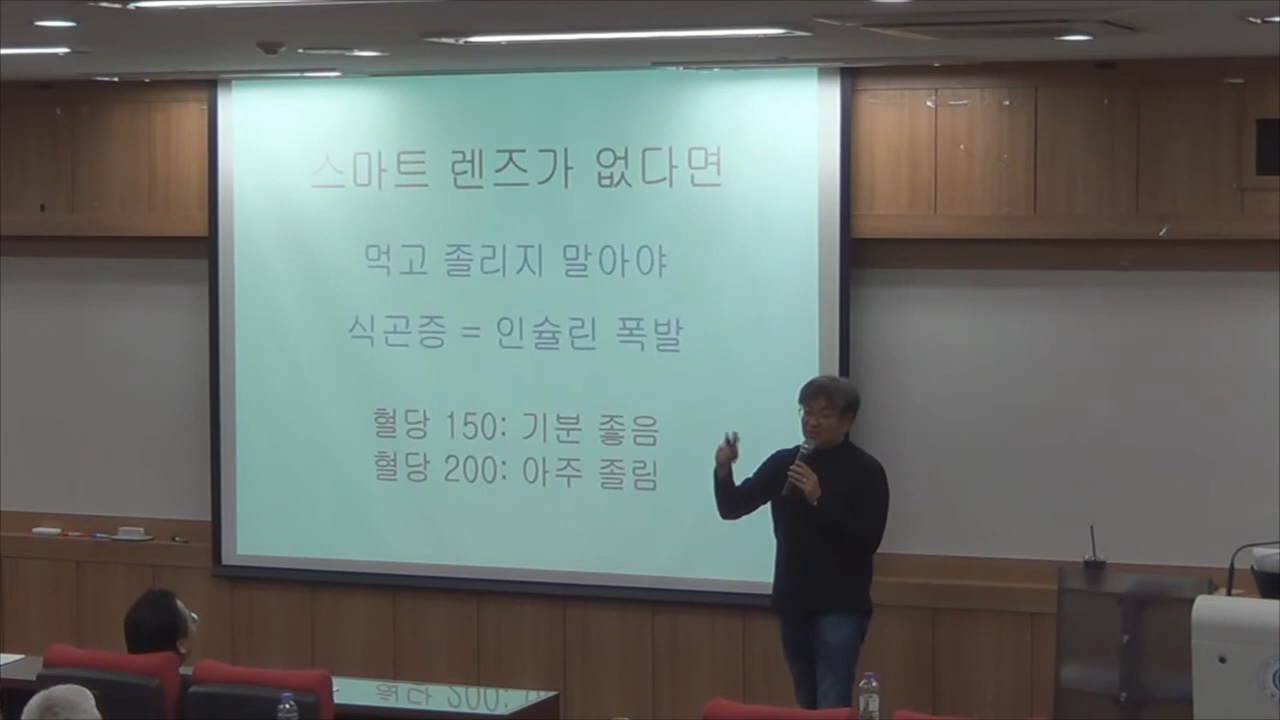 스마트 렌즈가 없다면
먹고 졸리지 말아야
식곤증 = 인슐린 폭발
혈당 150: 기분 좋음
혈당 200: 아주 졸림